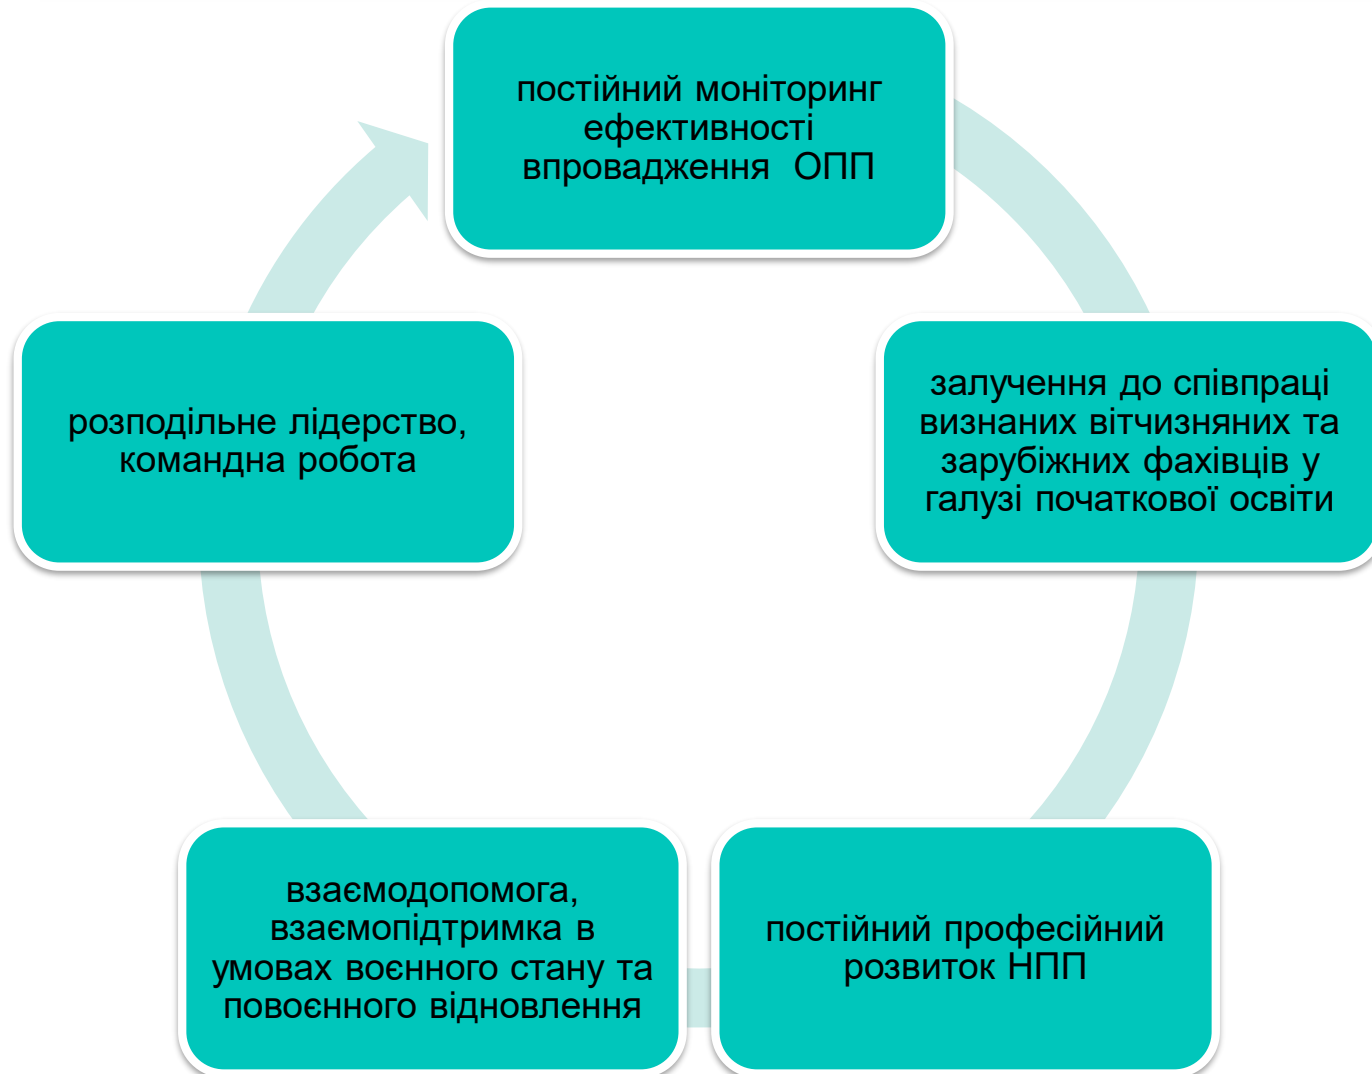 постійний моніторинг
ефективності
впровадження ОПП
залучення до співпраці
визнаних вітчизняних та
зарубіжних фахівців у
галузі початкової освіти
постійний професійний
розвиток НПП
взаємодопомога,
взаємопідтримка в
умовах воєнного стану та
повоєнного відновлення
розподільне лідерство,
командна робота